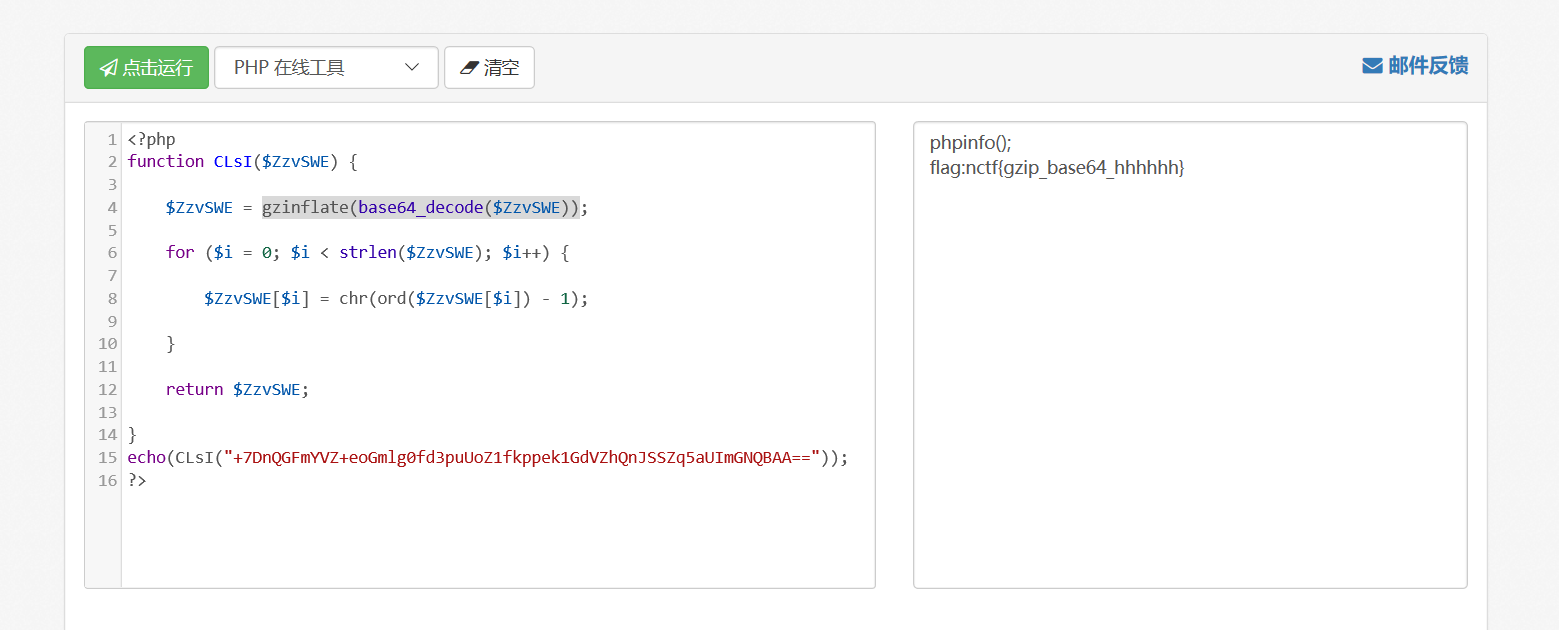 点击运行 PHP 在线工具 清空 邮件反馈
1 <?php
2 function CLsI($ZzvSWE) {
3
4 $ZzvSWE = gzinflate(base64_decode($ZzvSWE));
5
6 for ($i = 0; $i < strlen($ZzvSWE); $i++) {
7
8 $ZzvSWE[$i] = chr(ord($ZzvSWE[$i]) - 1);
9
10 }
11
12 return $ZzvSWE;
13
14 }
15 echo(CLsI("+7DnQGFmYVZ+eoGmlg0fd3puUoZ1fkppek1GdVZhQnJSSZq5aUImGNQBAA=="));
16 ?>
phpinfo();
flag:nctf{gzip_base64_hhhhhh}